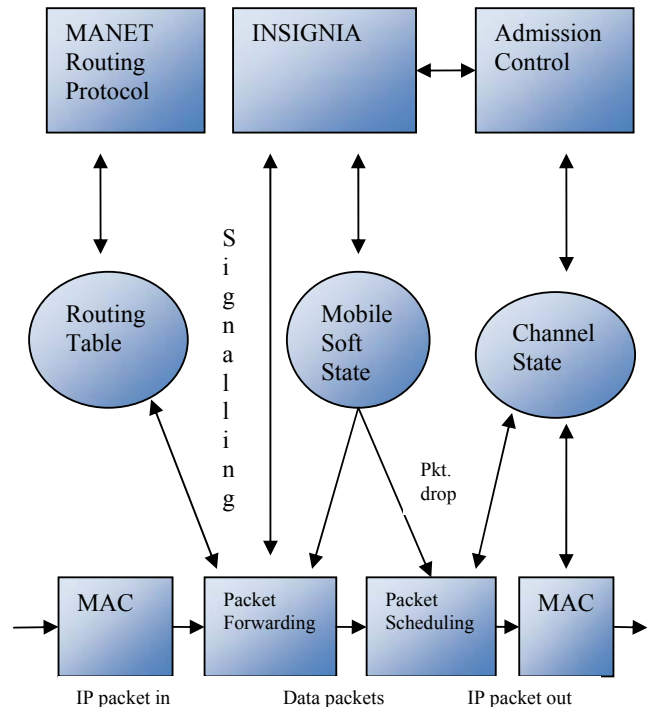 MANET
Routing
Protocol
INSIGNIA
Admission
Control
Signalling
Routing
Table
Mobile
Soft
State
Channel
State
Pkt.
drop
MAC
Packet
Forwarding
Packet
Scheduling
MAC
IP packet in
Data packets
IP packet out